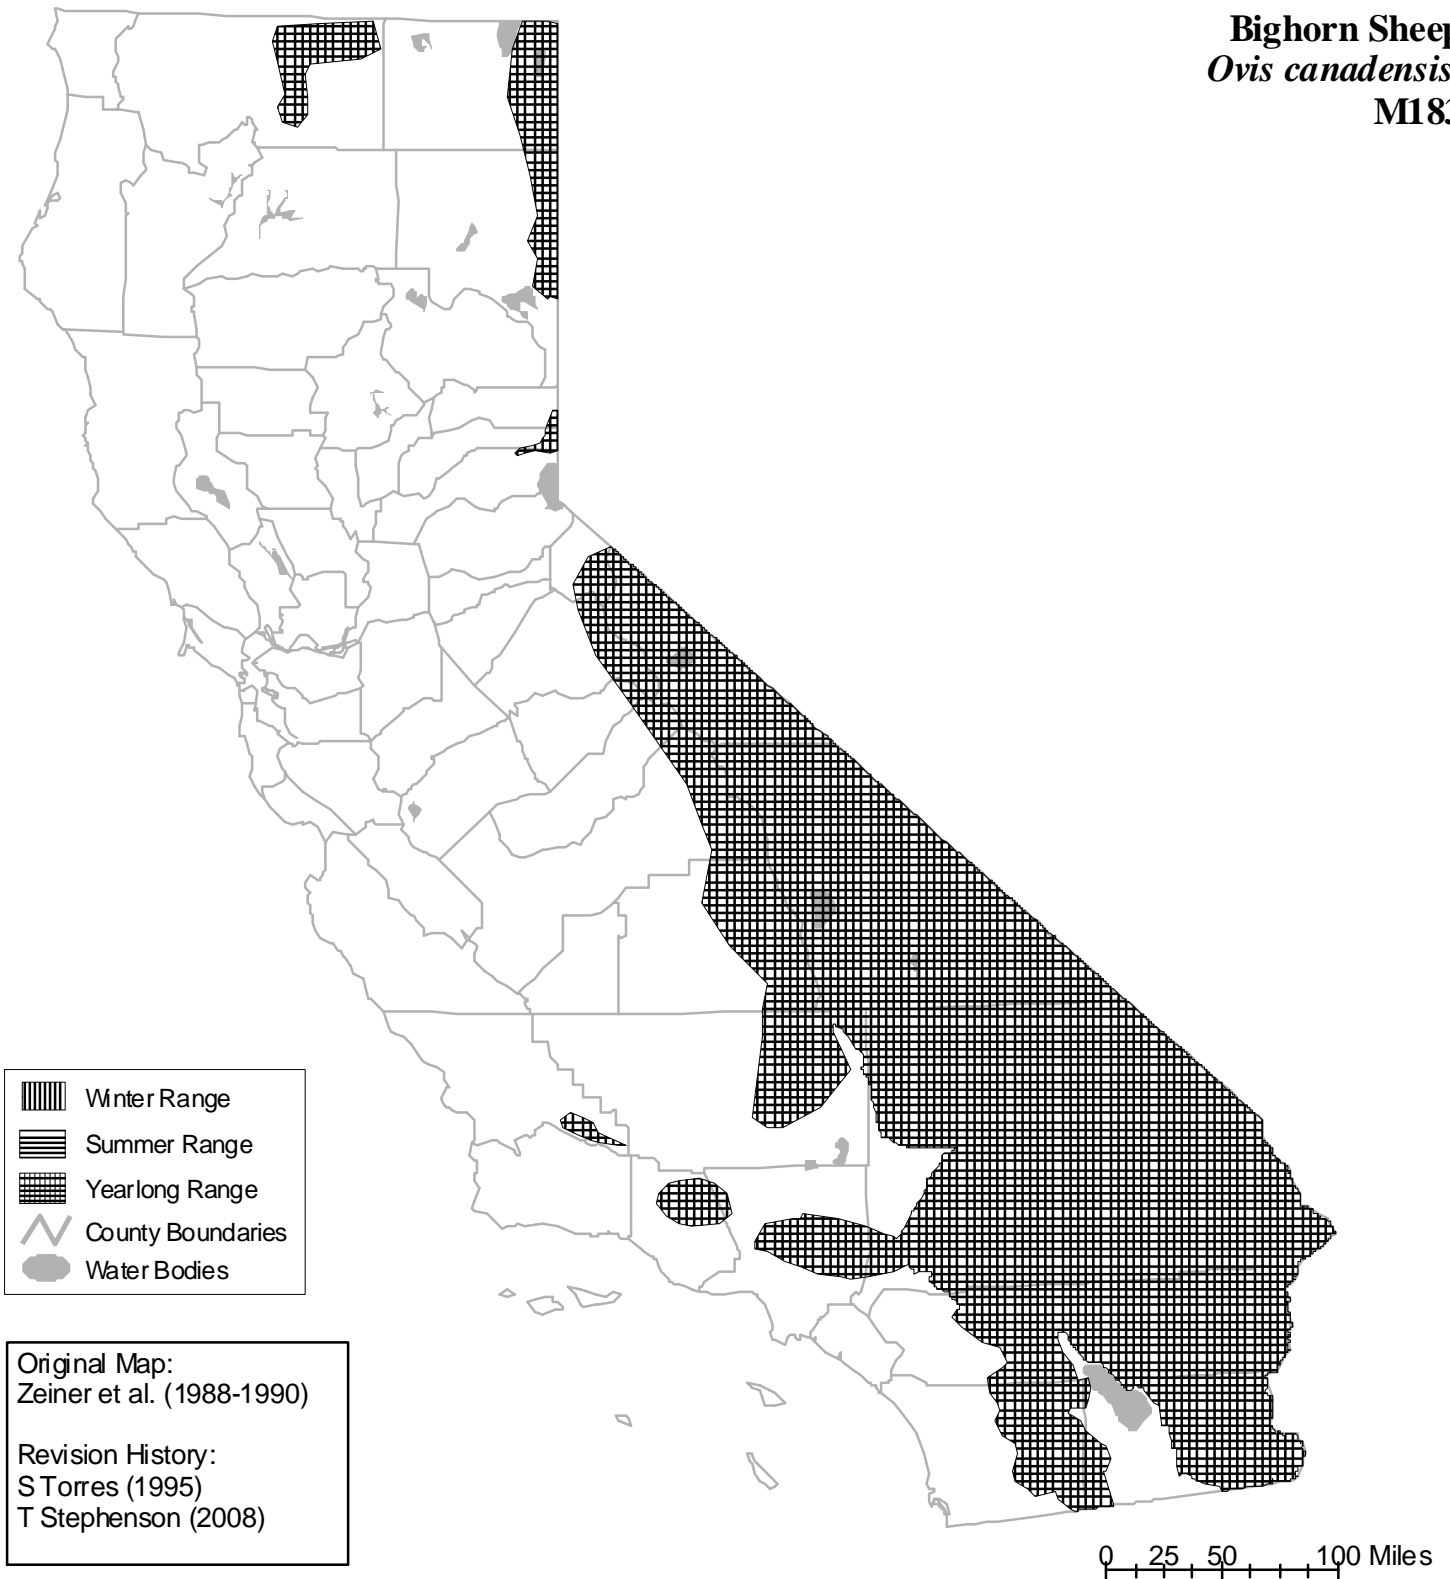 Bighorn Sheep
Ovis canadensis
M183
Winter Range
Summer Range
Yearlong Range
County Boundaries
Water Bodies
Original Map:
Zeiner et al. (1988-1990)
Revision History:
S Torres (1995)
T Stephenson (2008)
0 25 50 100 Miles